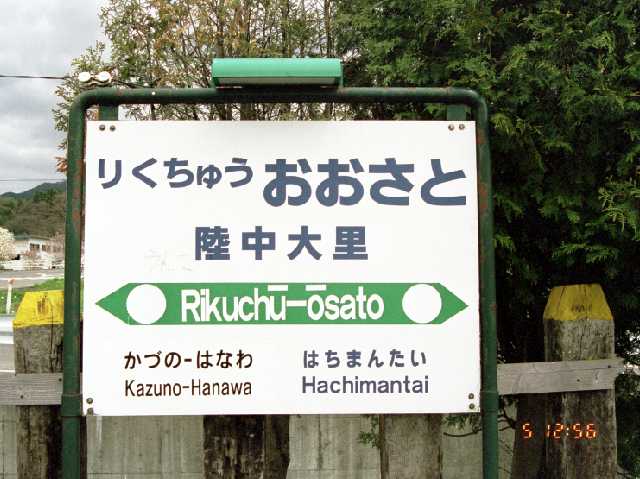 りくちゅう おおさと
陸中大里
Rikuchū-ōsato
かづの-はなわ はちまんたい
Kazuno-Hanawa Hachimantai
5 12:56